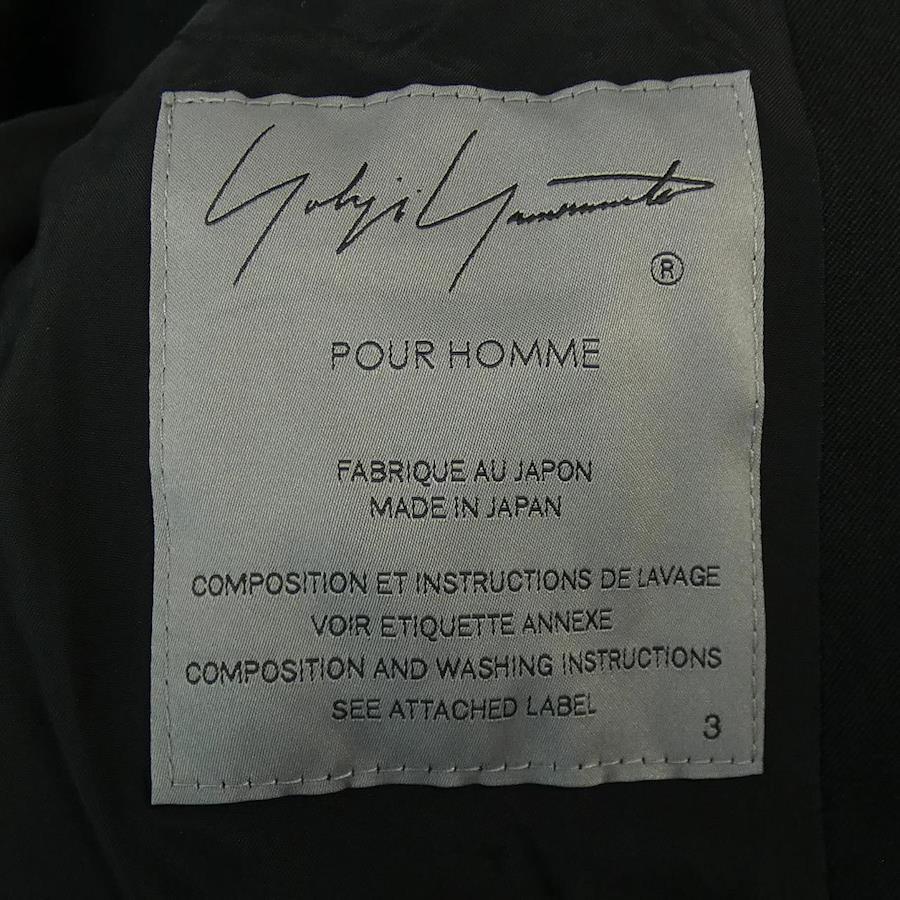 Yohji Yamamoto
®
POUR HOMME
FABRIQUE AU JAPON
MADE IN JAPAN
COMPOSITION ET INSTRUCTIONS DE LAVAGE
VOIR ETIQUETTE ANNEXE
COMPOSITION AND WASHING INSTRUCTIONS
SEE ATTACHED LABEL
3